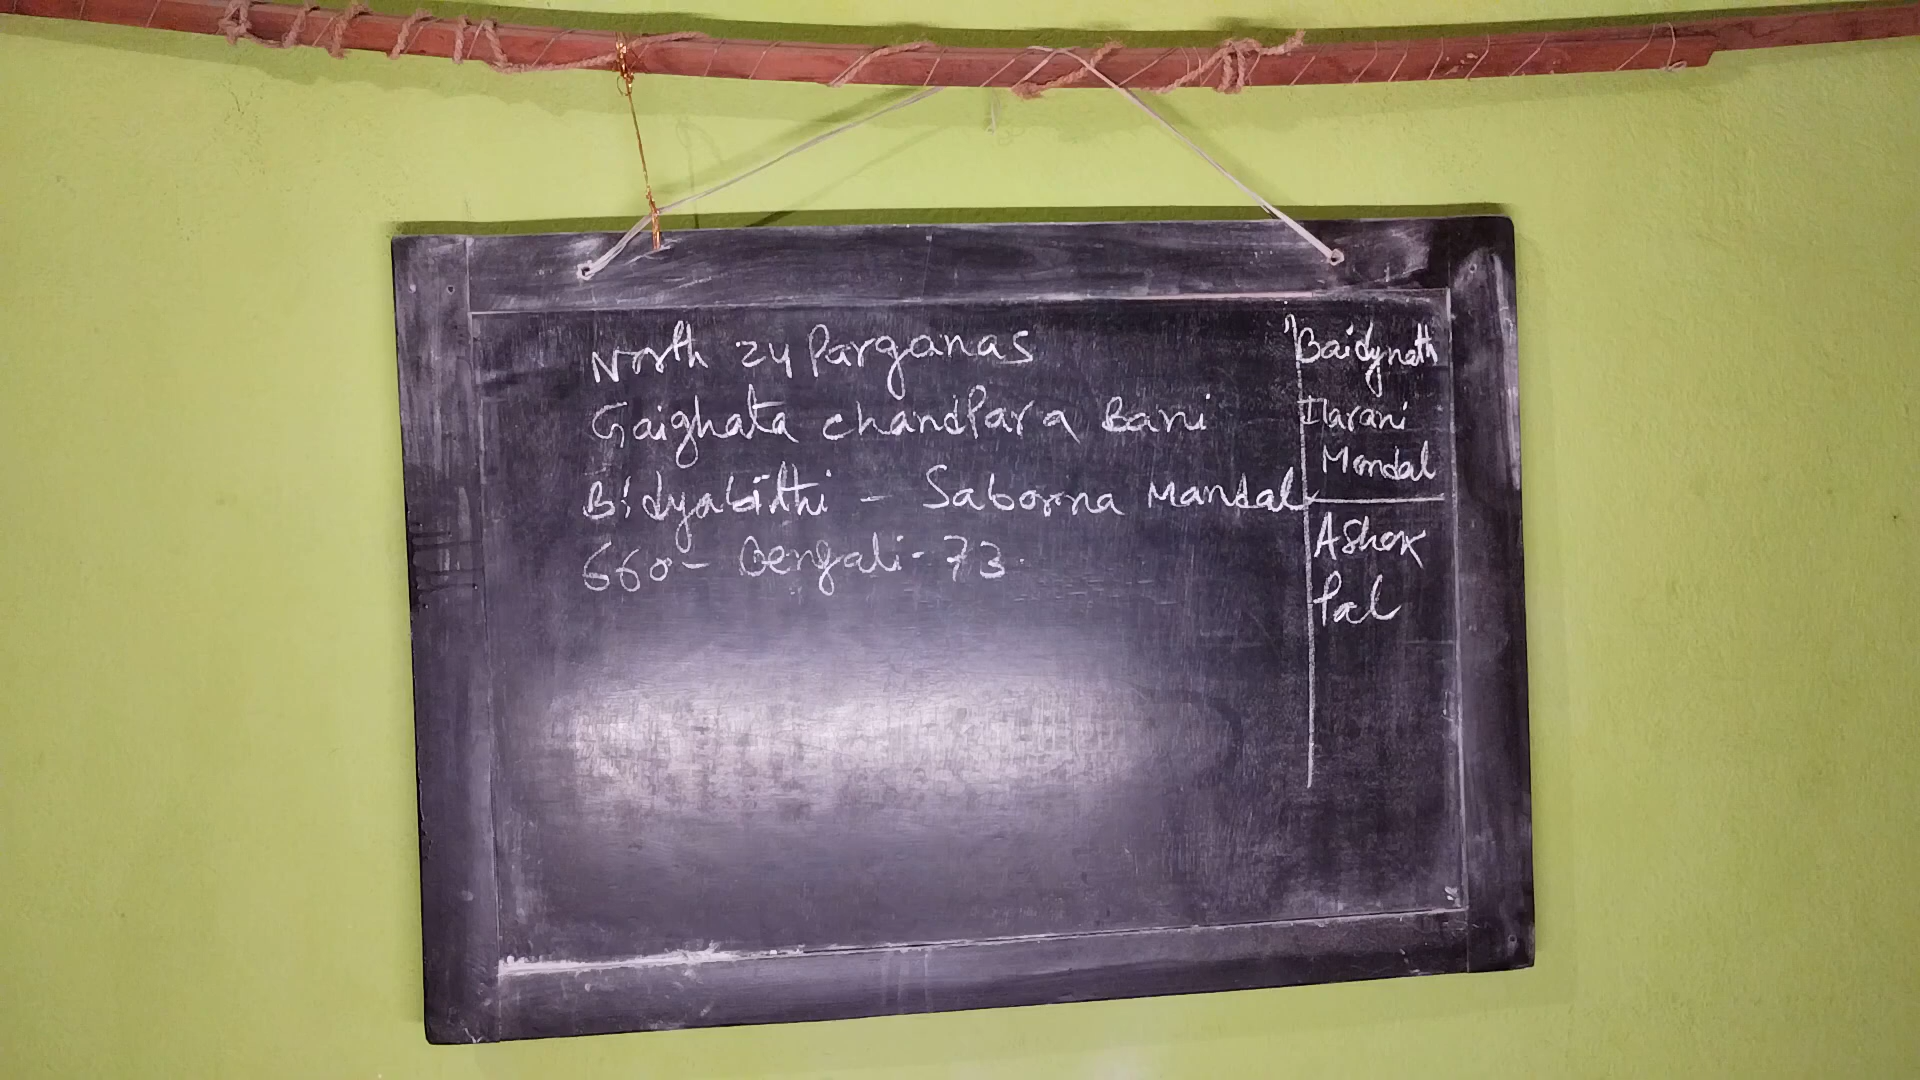 North 24 Parganas
Gaighata chandPara Bani
Bidyabithi - Saborna Mandal
660- Bengali-73.
Baidynath
Ilarani
Mondal
Ashok
Pal